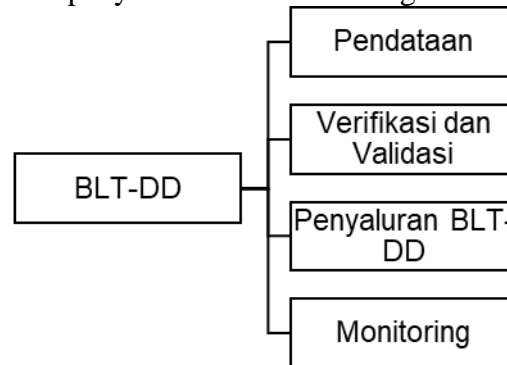 Pendataan
Verifikasi dan
Validasi
BLT-DD
Penyaluran BLT-
DD
Monitoring